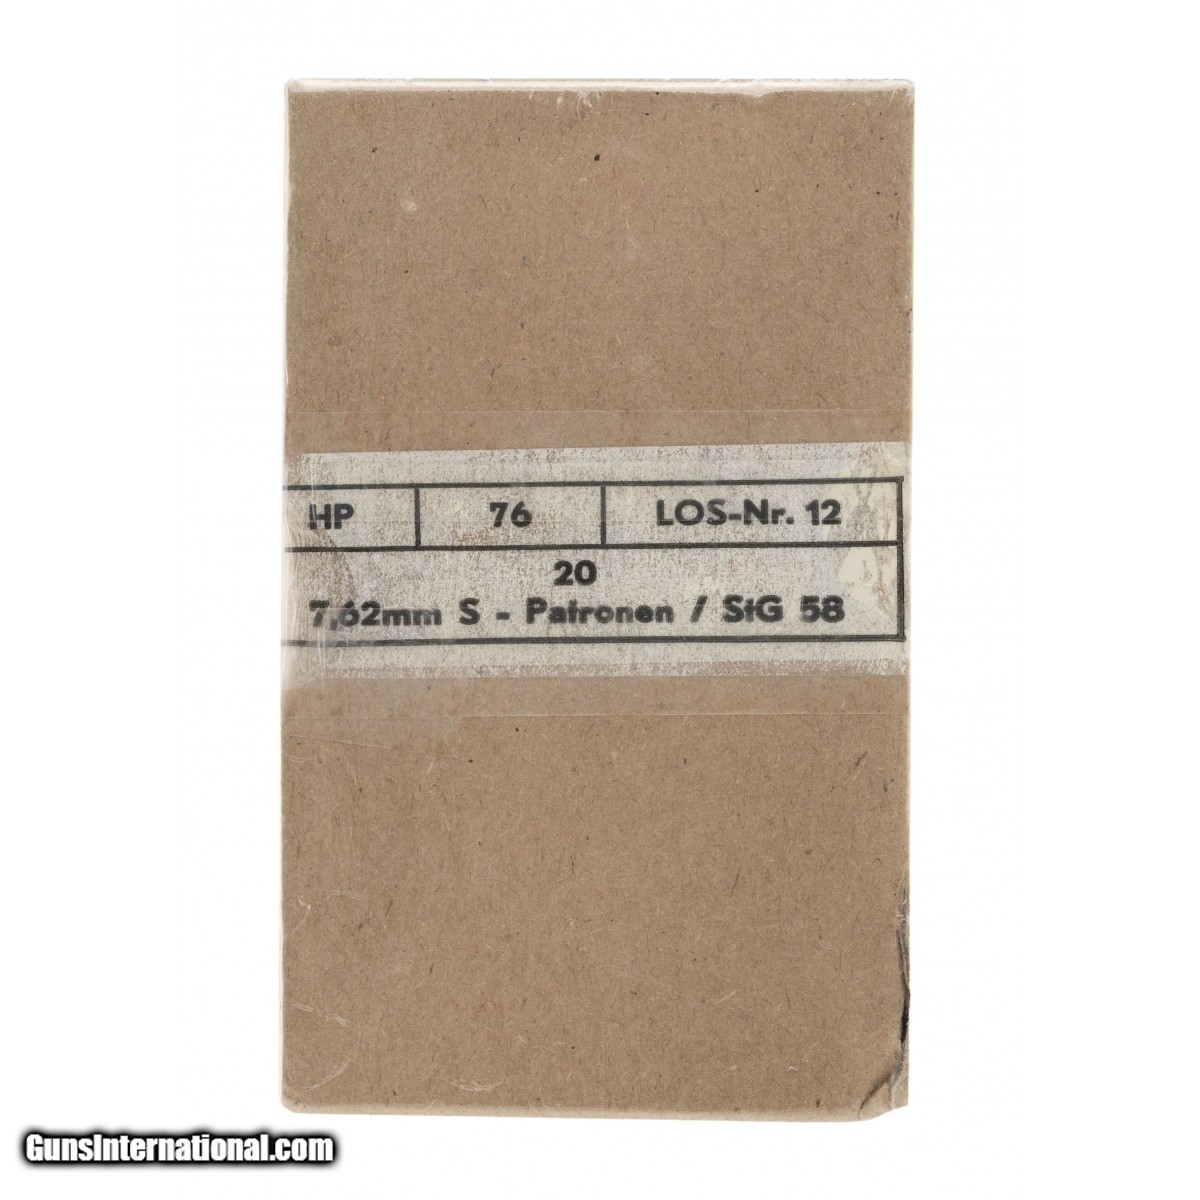 HP 76 LOS-Nr. 12
20
7,62mm S - Patronen / StG 58
GunsInternational.com